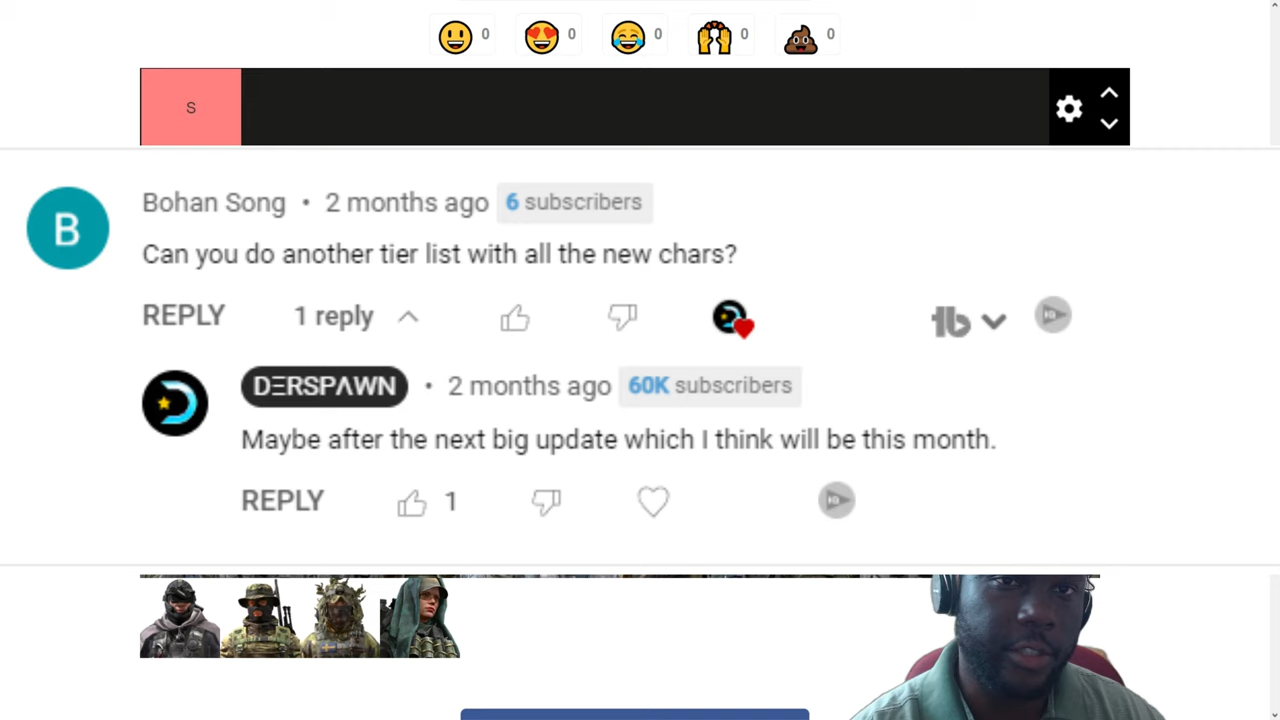 0 0 0 0 0
S
B
Bohan Song • 2 months ago 6 subscribers
Can you do another tier list with all the new chars?
REPLY 1 reply
DΞRSPΛWN • 2 months ago 60K subscribers
Maybe after the next big update which I think will be this month.
REPLY 1